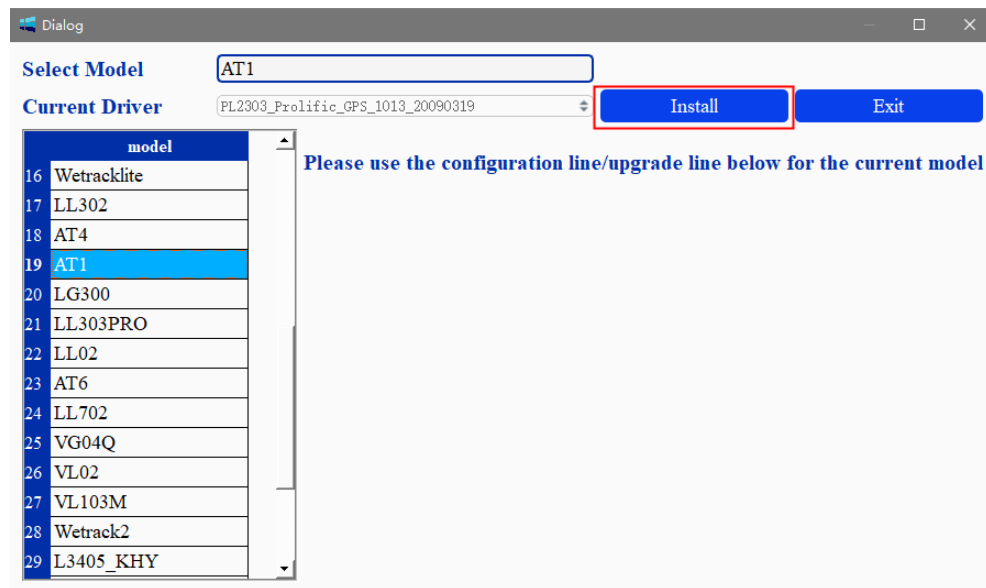 Dialog
Select Model AT1
Current Driver PL2303_Prolific_GPS_1013_20090319 Install Exit
model
Please use the configuration line/upgrade line below for the current model
16 Wetracklite
17 LL302
18 AT4
19 AT1
20 LG300
21 LL303PRO
22 LL02
23 AT6
24 LL702
25 VG04Q
26 VL02
27 VL103M
28 Wetrack2
29 L3405_KHY